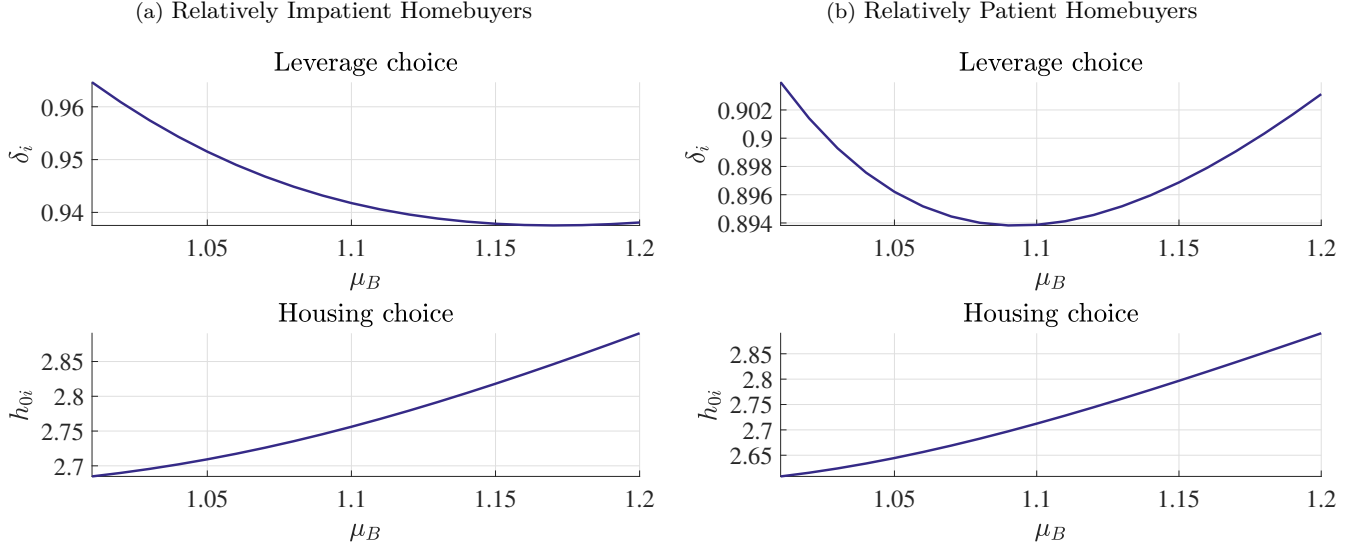 (a) Relatively Impatient Homebuyers
Leverage choice
δᵢ
0.96
0.95
0.94
1.05 1.1 1.15 1.2
μ_B
Housing choice
h₀ᵢ
2.85
2.8
2.75
2.7
1.05 1.1 1.15 1.2
μ_B
(b) Relatively Patient Homebuyers
Leverage choice
δᵢ
0.902
0.9
0.898
0.896
0.894
1.05 1.1 1.15 1.2
μ_B
Housing choice
h₀ᵢ
2.85
2.8
2.75
2.7
2.65
1.05 1.1 1.15 1.2
μ_B